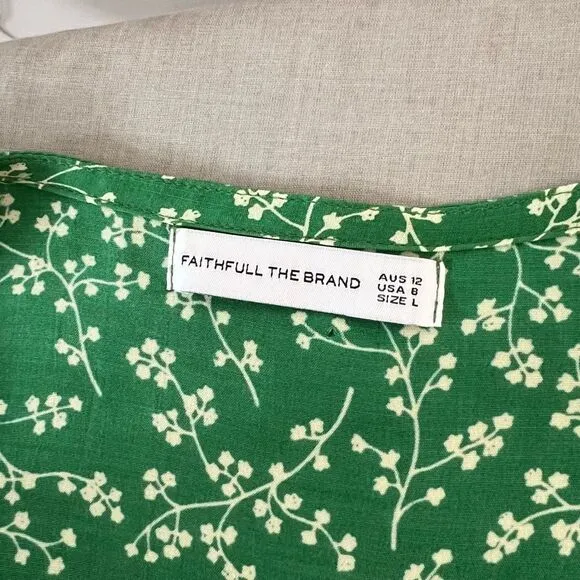 FAITHFULL THE BRAND
AUS 12
USA 8
SIZE L